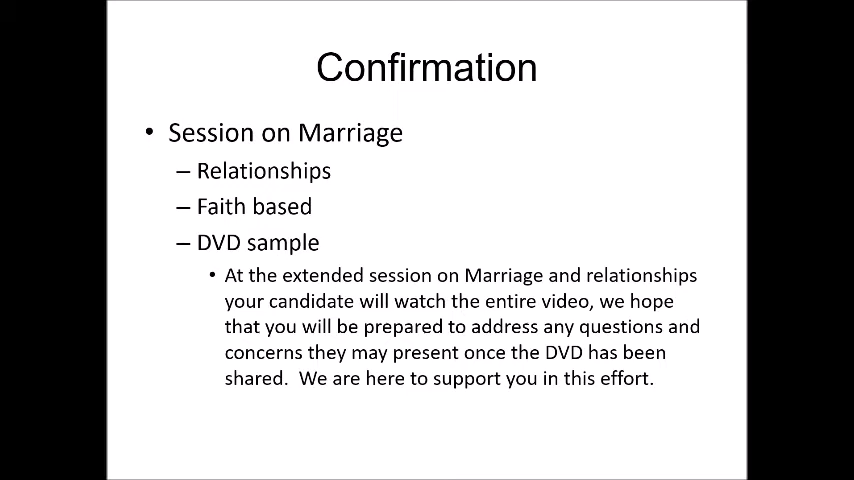 Confirmation
• Session on Marriage
– Relationships
– Faith based
– DVD sample
• At the extended session on Marriage and relationships
your candidate will watch the entire video, we hope
that you will be prepared to address any questions and
concerns they may present once the DVD has been
shared.  We are here to support you in this effort.